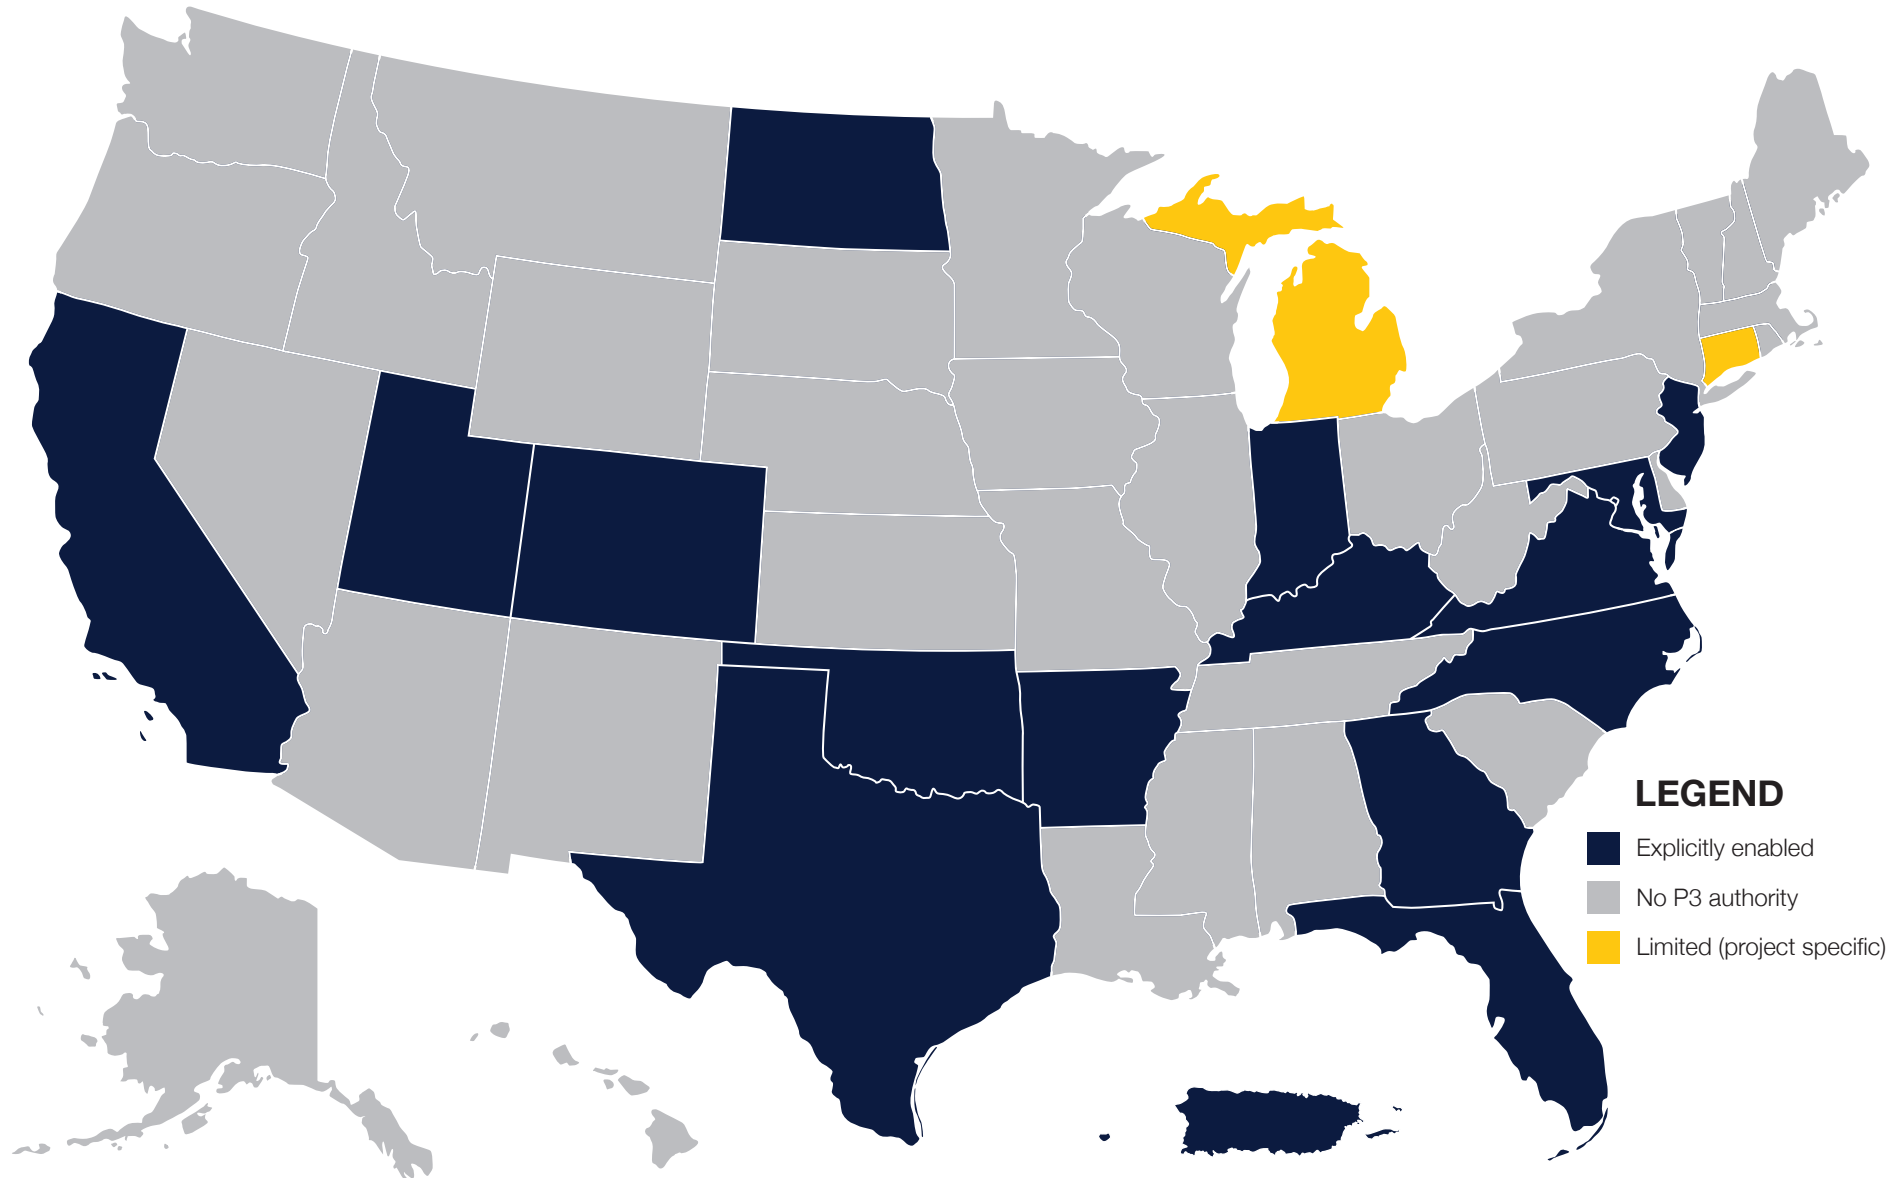 LEGEND
Explicitly enabled
No P3 authority
Limited (project specific)